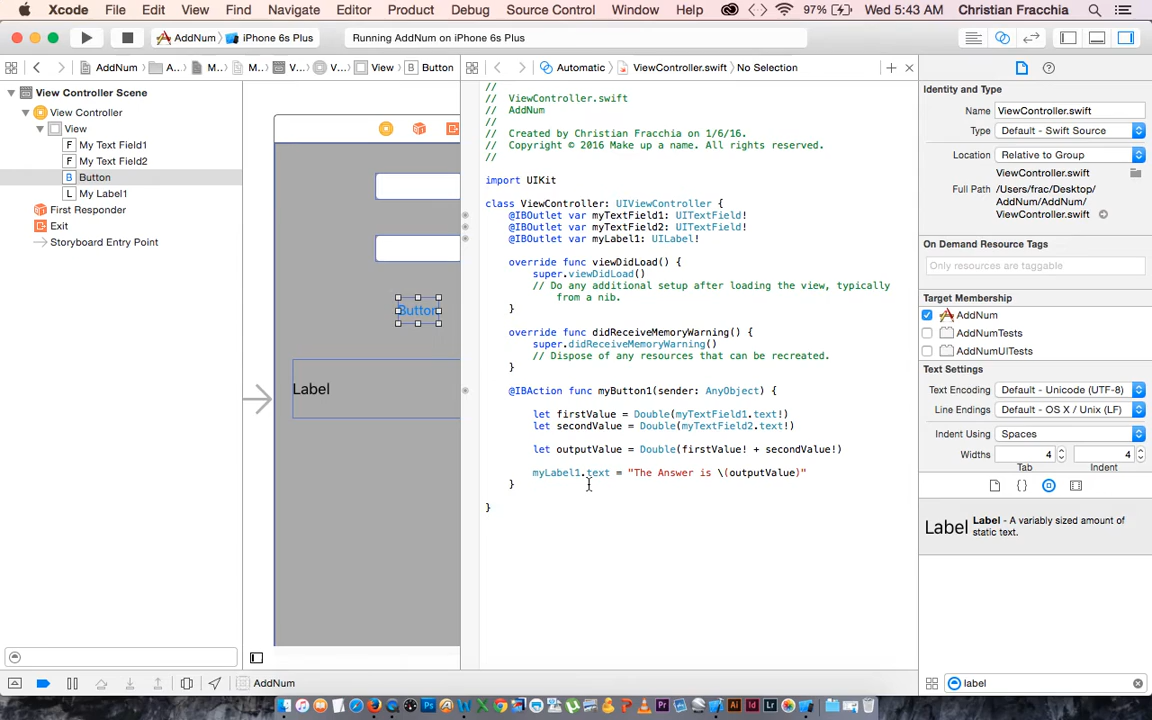 Xcode File Edit View Find Navigate Editor Product Debug Source Control Window Help 97% Wed 5:43 AM Christian Fracchia
AddNum iPhone 6s Plus Running AddNum on iPhone 6s Plus
AddNum A... M... M... V... V... View B Button Automatic ViewController.swift No Selection
View Controller Scene
View Controller
View
F My Text Field1
F My Text Field2
B Button
L My Label1
First Responder
Exit
Storyboard Entry Point
Button
Label
//
// ViewController.swift
// AddNum
//
// Created by Christian Fracchia on 1/6/16.
// Copyright © 2016 Make up a name. All rights reserved.
//
import UIKit
class ViewController: UIViewController {
@IBOutlet var myTextField1: UITextField!
@IBOutlet var myTextField2: UITextField!
@IBOutlet var myLabel1: UILabel!
override func viewDidLoad() {
super.viewDidLoad()
// Do any additional setup after loading the view, typically
from a nib.
}
override func didReceiveMemoryWarning() {
super.didReceiveMemoryWarning()
// Dispose of any resources that can be recreated.
}
@IBAction func myButton1(sender: AnyObject) {
let firstValue = Double(myTextField1.text!)
let secondValue = Double(myTextField2.text!)
let outputValue = Double(firstValue! + secondValue!)
myLabel1.text = "The Answer is \(outputValue)"
}
}
Identity and Type
Name ViewController.swift
Type Default - Swift Source
Location Relative to Group
ViewController.swift
Full Path /Users/frac/Desktop/
AddNum/AddNum/
ViewController.swift
On Demand Resource Tags
Only resources are taggable
Target Membership
AddNum
AddNumTests
AddNumUITests
Text Settings
Text Encoding Default - Unicode (UTF-8)
Line Endings Default - OS X / Unix (LF)
Indent Using Spaces
Widths 4 4
Tab Indent
Label Label - A variably sized amount of
static text.
AddNum
label